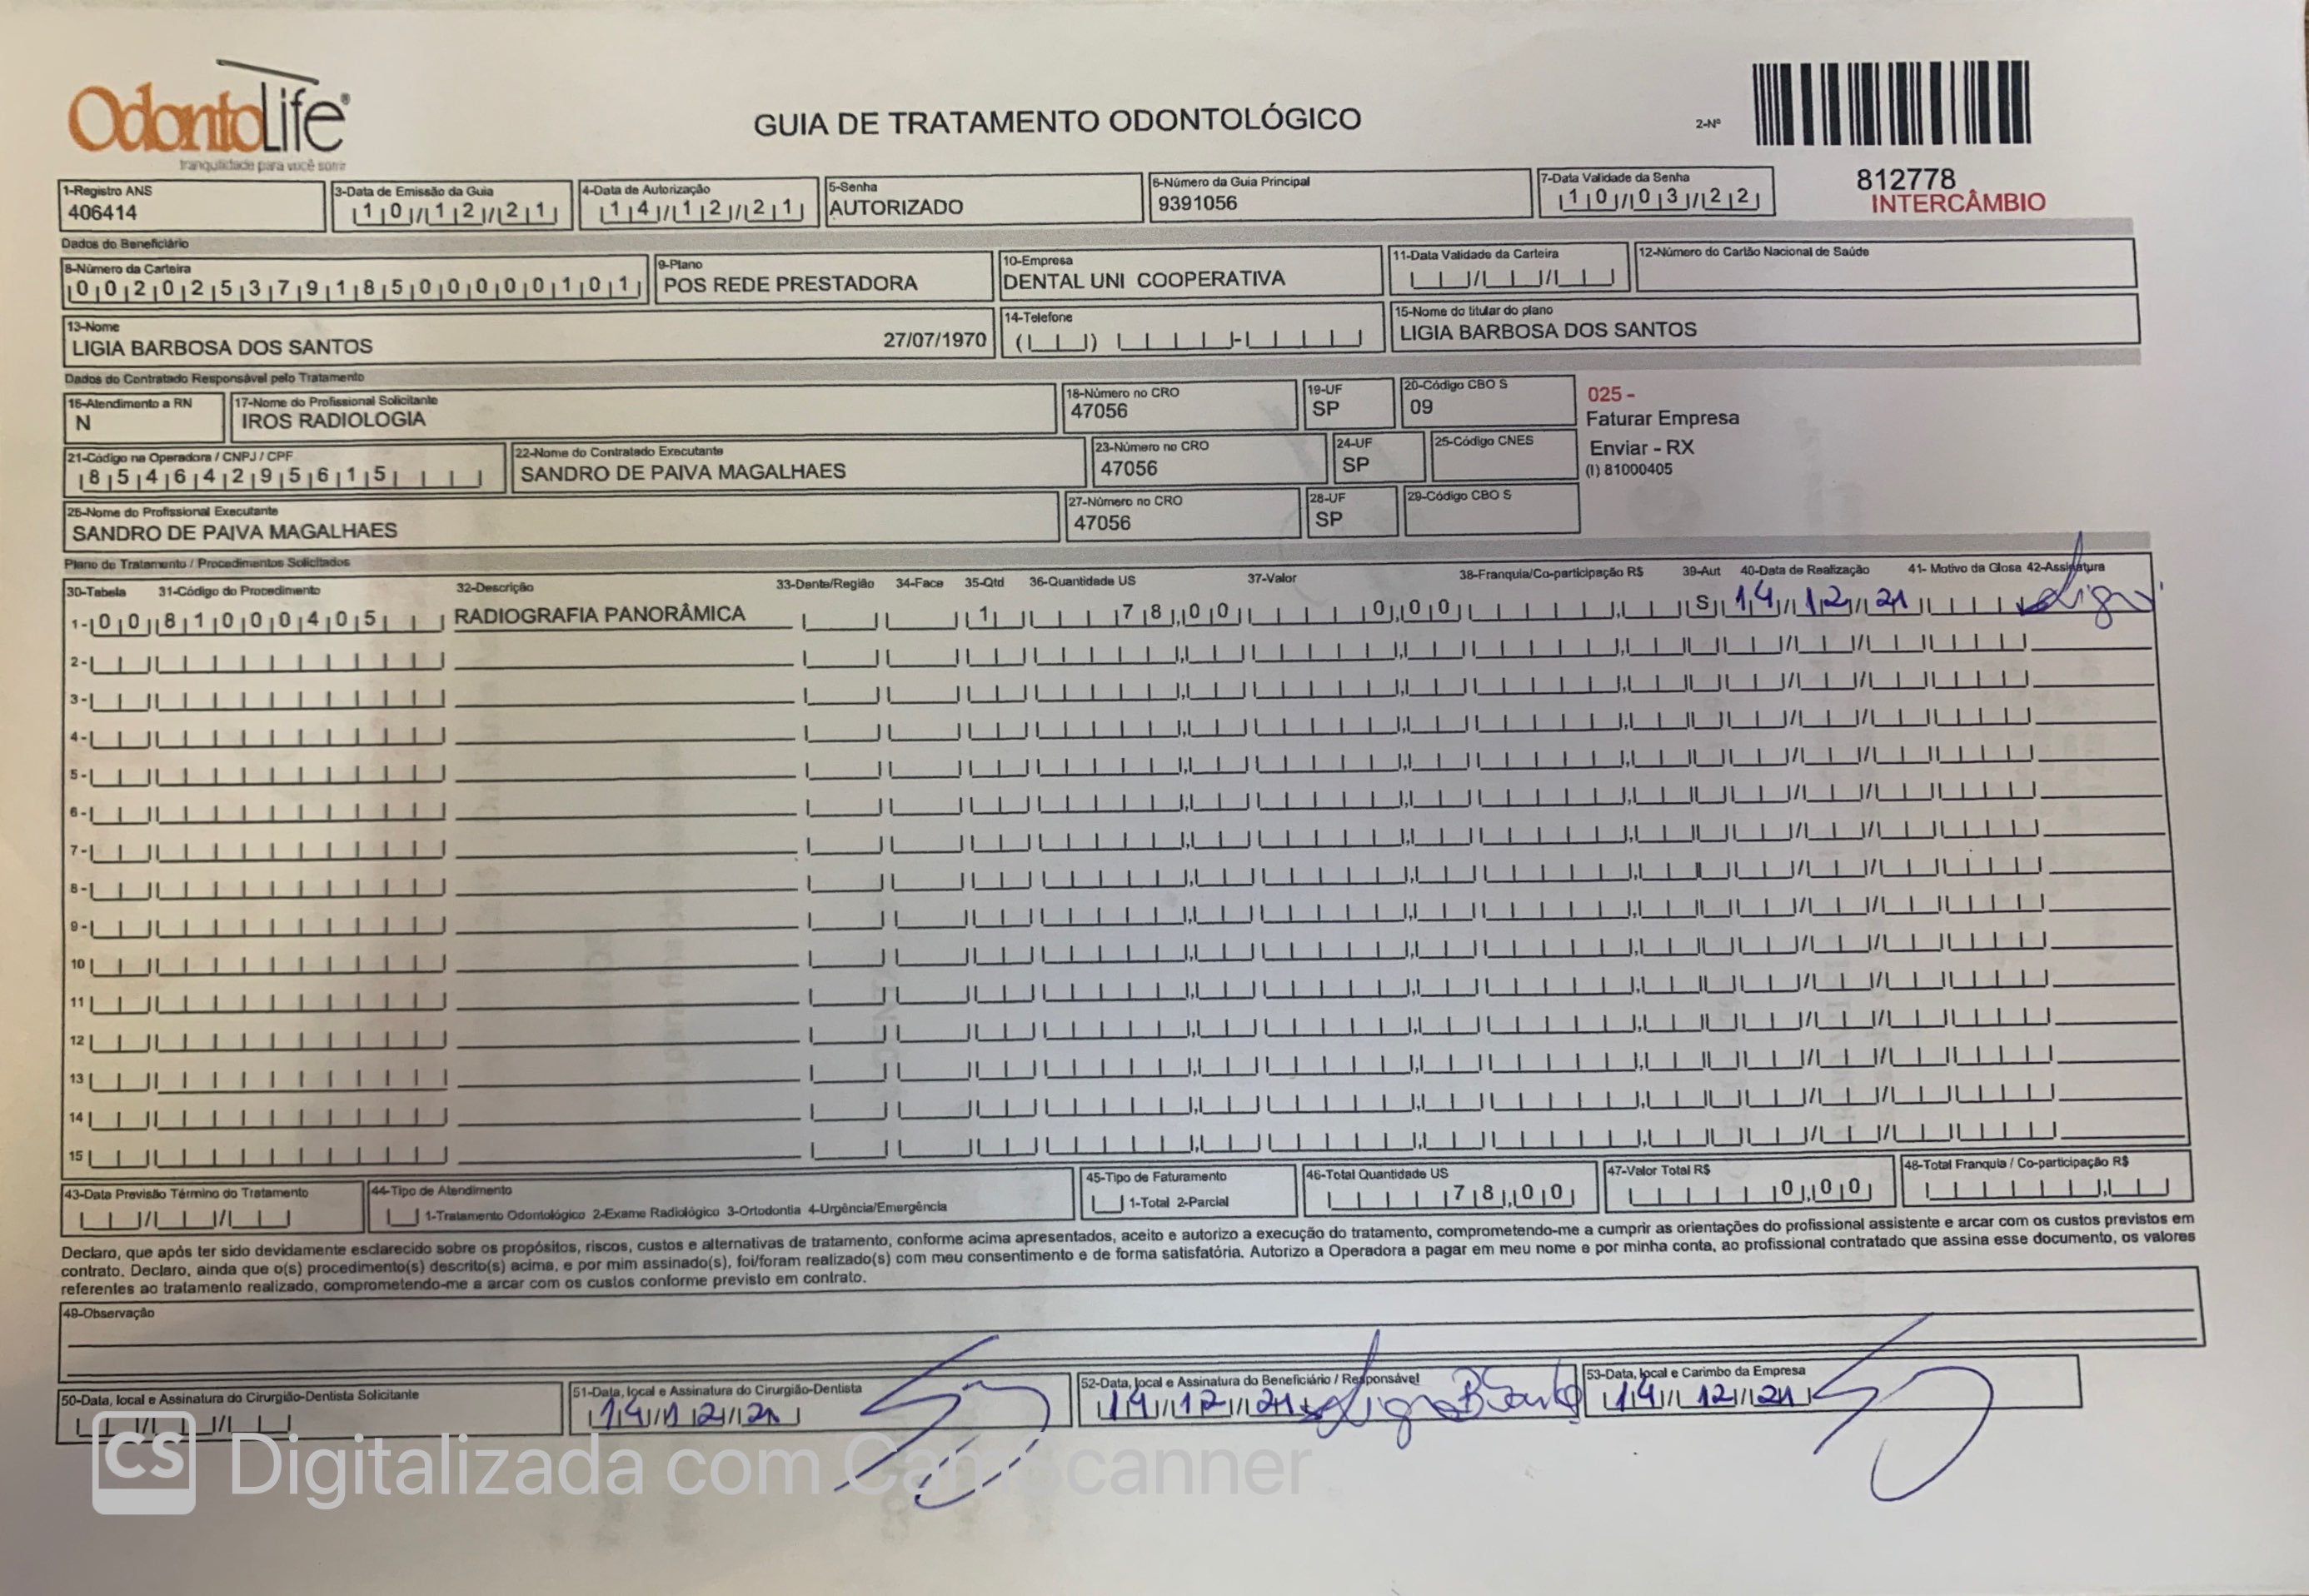 OdontoLife®
tranquilidade para você sorrir
GUIA DE TRATAMENTO ODONTOLÓGICO
2-Nº
812778
INTERCÂMBIO
1-Registro ANS
406414
3-Data de Emissão da Guia
10/12/21
4-Data de Autorização
14/12/21
5-Senha
AUTORIZADO
6-Número da Guia Principal
9391056
7-Data Validade da Senha
10/03/22
Dados do Beneficiário
8-Número da Carteira
00202537918500000101
9-Plano
POS REDE PRESTADORA
10-Empresa
DENTAL UNI COOPERATIVA
11-Data Validade da Carteira
12-Número do Cartão Nacional de Saúde
13-Nome
LIGIA BARBOSA DOS SANTOS 27/07/1970
14-Telefone
15-Nome do titular do plano
LIGIA BARBOSA DOS SANTOS
Dados do Contratado Responsável pelo Tratamento
16-Atendimento a RN
N
17-Nome do Profissional Solicitante
IROS RADIOLOGIA
18-Número no CRO
47056
19-UF
SP
20-Código CBO S
09
025 -
Faturar Empresa
Enviar - RX
(I) 81000405
21-Código na Operadora / CNPJ / CPF
85464295615
22-Nome do Contratado Executante
SANDRO DE PAIVA MAGALHAES
23-Número no CRO
47056
24-UF
SP
25-Código CNES
26-Nome do Profissional Executante
SANDRO DE PAIVA MAGALHAES
27-Número no CRO
47056
28-UF
SP
29-Código CBO S
Plano de Tratamento / Procedimentos Solicitados
30-Tabela 31-Código do Procedimento 32-Descrição 33-Dente/Região 34-Face 35-Qtd 36-Quantidade US 37-Valor 38-Franquia/Co-participação R$ 39-Aut 40-Data de Realização 41- Motivo da Glosa 42-Assinatura
1- 00 81000405 RADIOGRAFIA PANORÂMICA 1 78,00 0,00 S 14/12/21
2-
3-
4-
5-
6-
7-
8-
9-
10
11
12
13
14
15
43-Data Previsão Término do Tratamento
44-Tipo de Atendimento
1-Tratamento Odontológico 2-Exame Radiológico 3-Ortodontia 4-Urgência/Emergência
45-Tipo de Faturamento
1-Total 2-Parcial
46-Total Quantidade US
78,00
47-Valor Total R$
0,00
48-Total Franquia / Co-participação R$
Declaro, que após ter sido devidamente esclarecido sobre os propósitos, riscos, custos e alternativas de tratamento, conforme acima apresentados, aceito e autorizo a execução do tratamento, comprometendo-me a cumprir as orientações do profissional assistente e arcar com os custos previstos em
contrato. Declaro, ainda que o(s) procedimento(s) descrito(s) acima, e por mim assinado(s), foi/foram realizado(s) com meu consentimento e de forma satisfatória. Autorizo a Operadora a pagar em meu nome e por minha conta, ao profissional contratado que assina esse documento, os valores
referentes ao tratamento realizado, comprometendo-me a arcar com os custos conforme previsto em contrato.
49-Observação
50-Data, local e Assinatura do Cirurgião-Dentista Solicitante
51-Data, local e Assinatura do Cirurgião-Dentista
14/12/21
52-Data, local e Assinatura do Beneficiário / Responsável
14/12/21
53-Data, local e Carimbo da Empresa
14/12/21
CS Digitalizada com CamScanner